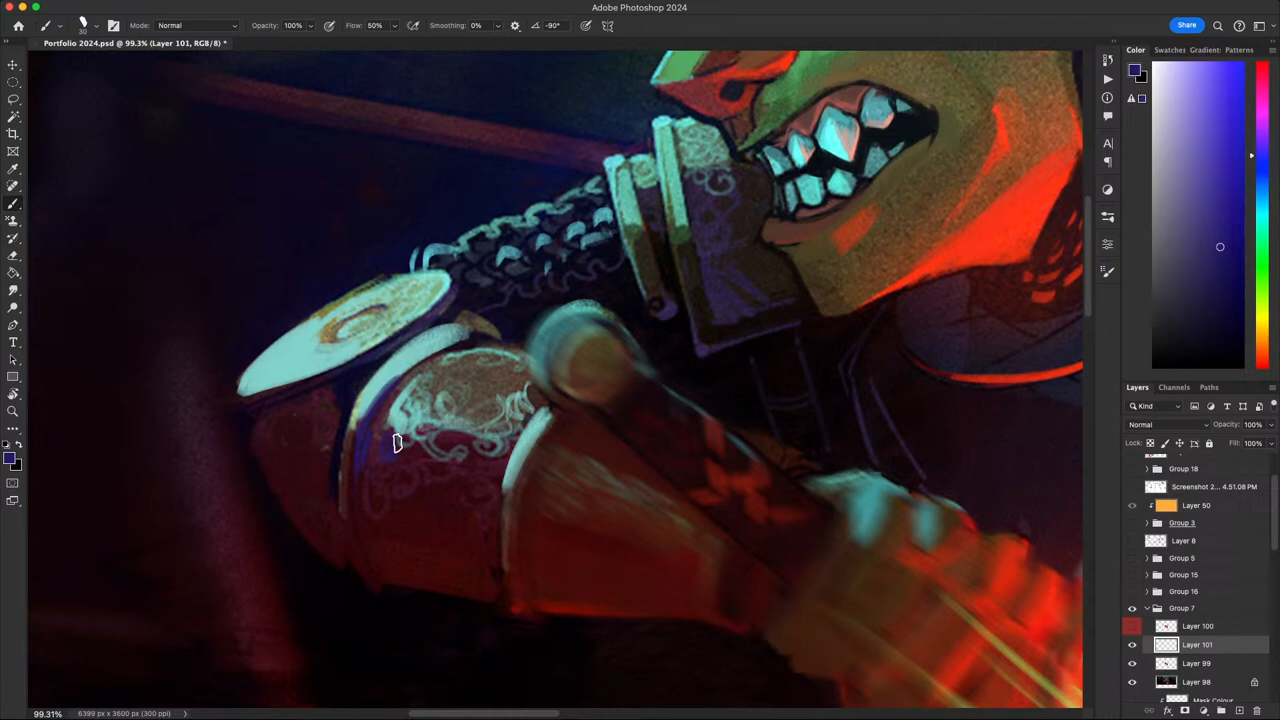 Adobe Photoshop 2024
30
Mode: Normal
Opacity: 100%
Flow: 50%
Smoothing: 0%
-90°
Share
Portfolio 2024.psd @ 99.3% (Layer 101, RGB/8) *
Color
Swatches
Gradient:
Patterns
Layers
Channels
Paths
Kind
Normal
Opacity: 100%
Lock:
Fill: 100%
Group 18
Screenshot 2... 4.51.08 PM
Layer 50
Group 3
Layer 8
Group 5
Group 15
Group 16
Group 7
Layer 100
Layer 101
Layer 99
Layer 98
Mask Colour
99.31%
6399 px x 3600 px (300 ppi)